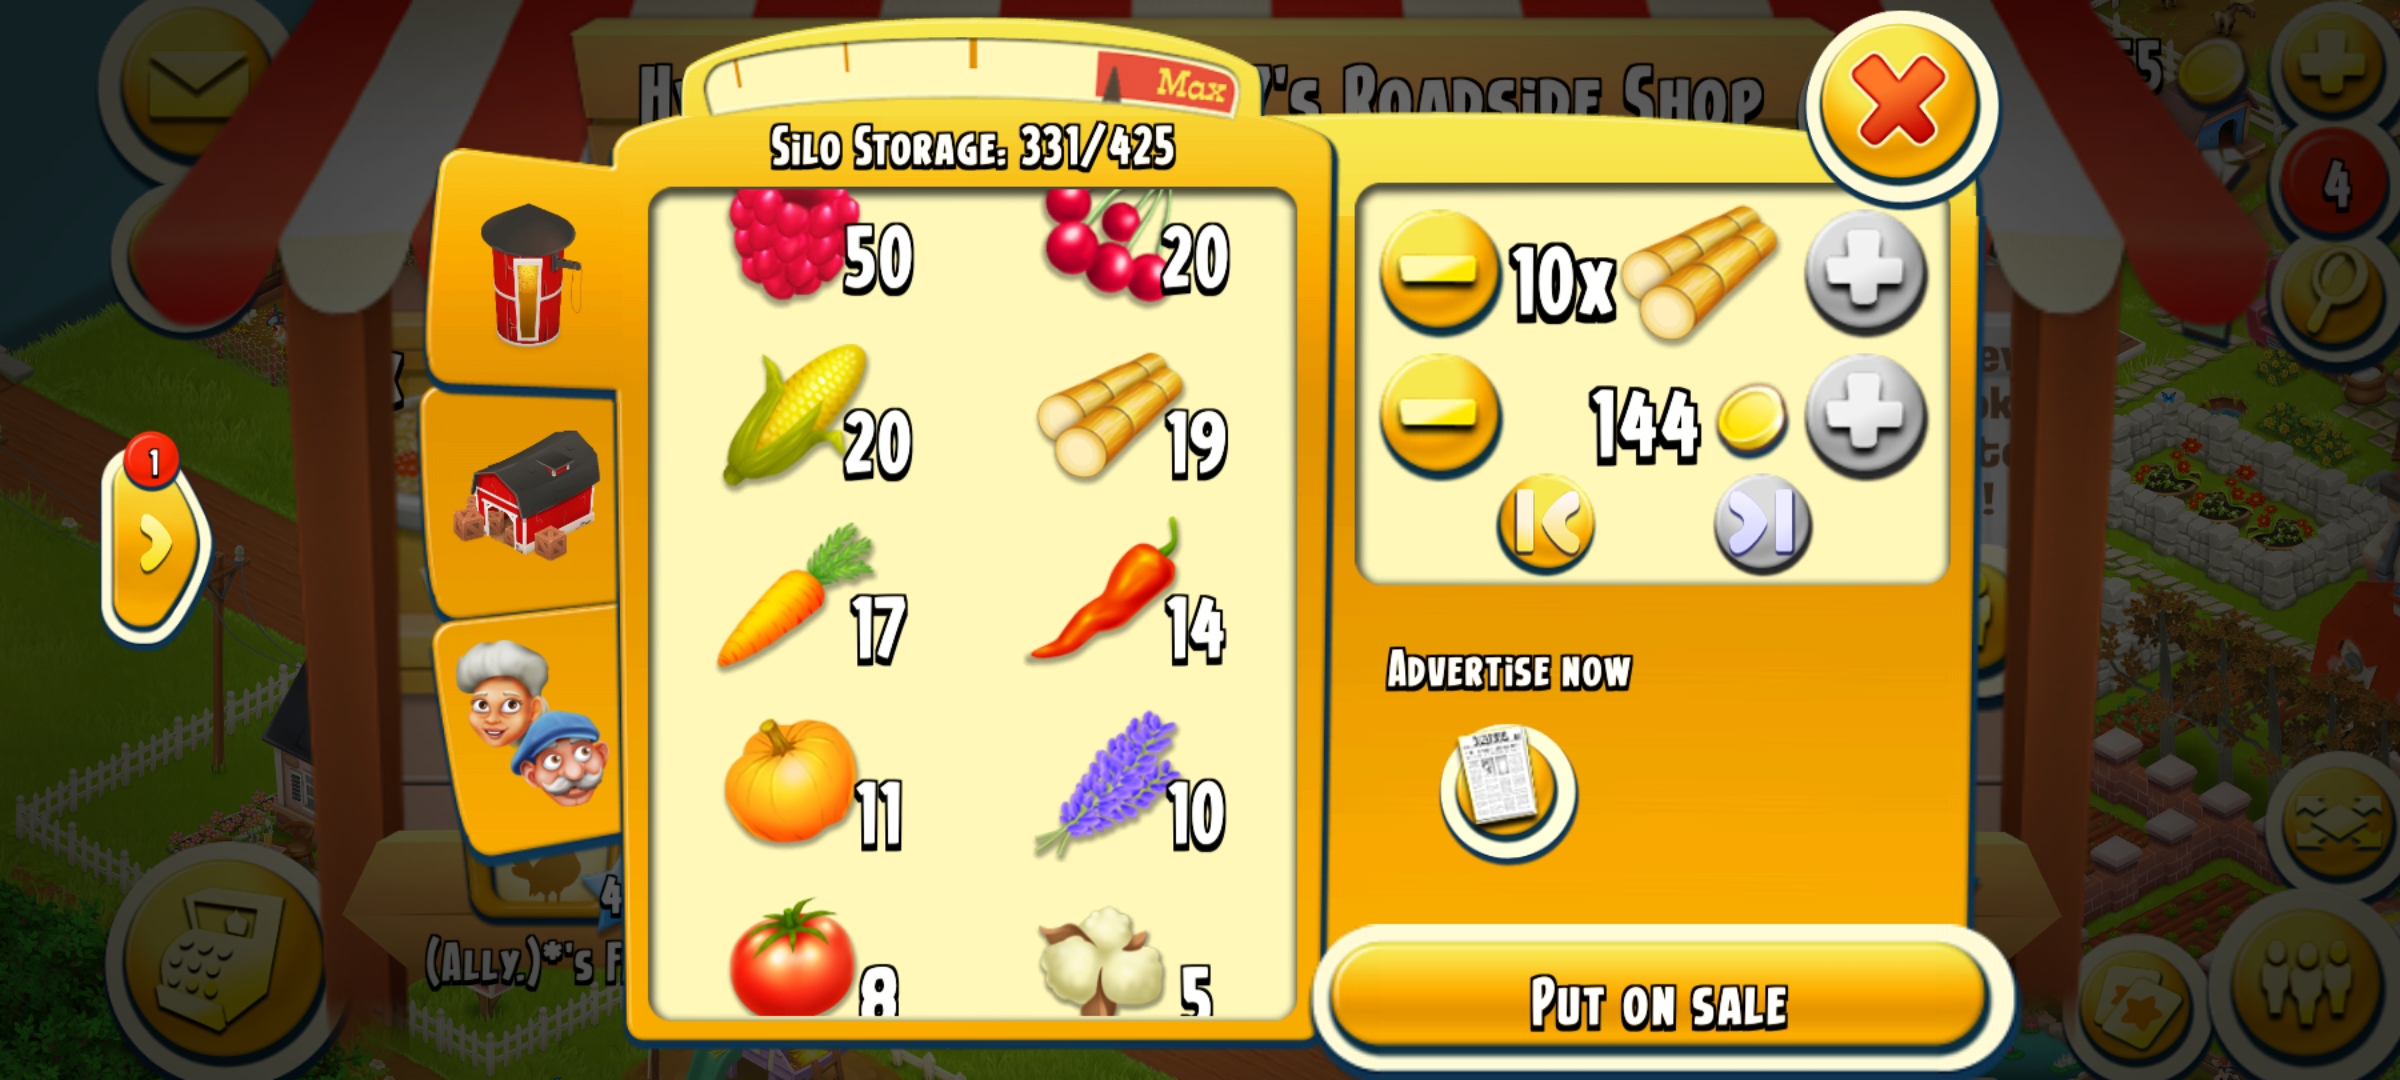 Max
'S ROADSIDE SHOP
SILO STORAGE: 331/425
50
20
20
19
17
14
11
10
8
5
10x
144
ADVERTISE NOW
PUT ON SALE
1
4
(ALLY.)*'S